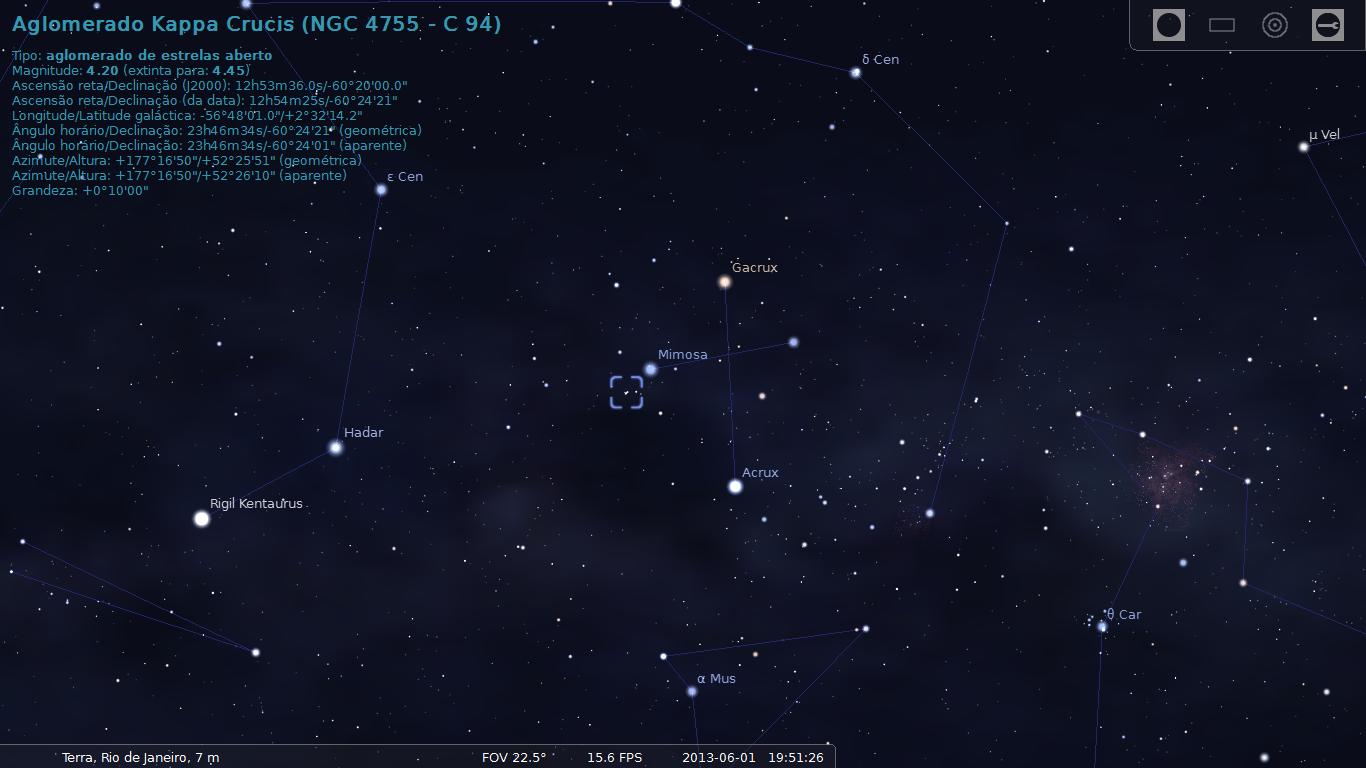 Aglomerado Kappa Crucis (NGC 4755 - C 94)
Tipo: aglomerado de estrelas aberto
Magnitude: 4.20 (extinta para: 4.45)
Ascensão reta/Declinação (J2000): 12h53m36.0s/-60°20'00.0"
Ascensão reta/Declinação (da data): 12h54m25s/-60°24'21"
Longitude/Latitude galáctica: -56°48'01.0"/+2°32'14.2"
Ângulo horário/Declinação: 23h46m34s/-60°24'21" (geométrica)
Ângulo horário/Declinação: 23h46m34s/-60°24'01" (aparente)
Azimute/Altura: +177°16'50"/+52°25'51" (geométrica)
Azimute/Altura: +177°16'50"/+52°26'10" (aparente)
Grandeza: +0°10'00"
δ Cen
μ Vel
ε Cen
Gacrux
Mimosa
Hadar
Acrux
Rigil Kentaurus
θ Car
α Mus
Terra, Rio de Janeiro, 7 m FOV 22.5° 15.6 FPS 2013-06-01 19:51:26